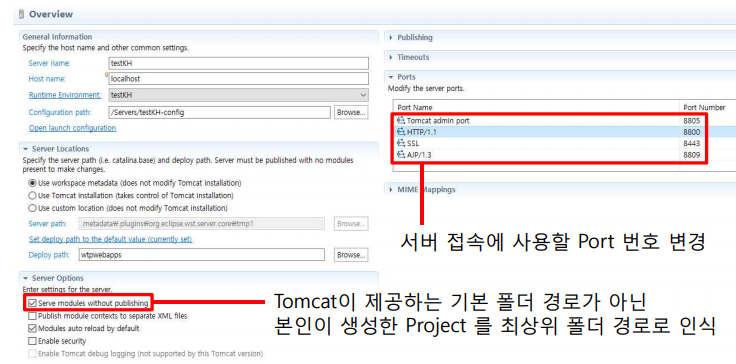 Overview
General Information
Specify the host name and other common settings.
Server name:
testKH
Host name:
localhost
Runtime Environment:
testKH
Configuration path:
/Servers/testKH-config
Browse...
Open launch configuration
Server Locations
Specify the server path (i.e. catalina.base) and deploy path. Server must be published with no modules
present to make changes.
Use workspace metadata (does not modify Tomcat installation)
Use Tomcat installation (takes control of Tomcat installation)
Use custom location (does not modify Tomcat installation)
Server path:
.metadata₩.plugins₩org.eclipse.wst.server.core₩tmp1
Browse...
Set deploy path to the default value (currently set)
Deploy path:
wtpwebapps
Browse...
Server Options
Enter settings for the server.
Serve modules without publishing
Publish module contexts to separate XML files
Modules auto reload by default
Enable security
Enable Tomcat debug logging (not supported by this Tomcat version)
Publishing
Timeouts
Ports
Modify the server ports.
Port Name Port Number
Tomcat admin port 8805
HTTP/1.1 8800
SSL 8443
AJP/1.3 8809
MIME Mappings
서버 접속에 사용할 Port 번호 변경
Tomcat이 제공하는 기본 폴더 경로가 아닌
본인이 생성한 Project 를 최상위 폴더 경로로 인식